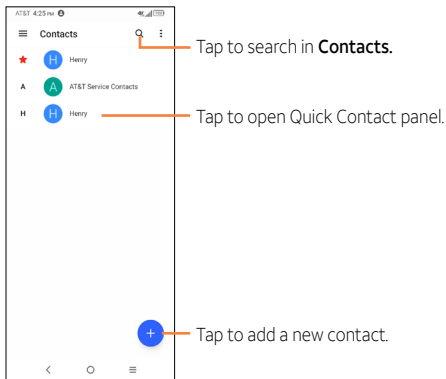 AT&T 4:25 PM
Contacts
Tap to search in Contacts.
Henry
A AT&T Service Contacts
H Henry
Tap to open Quick Contact panel.
Tap to add a new contact.